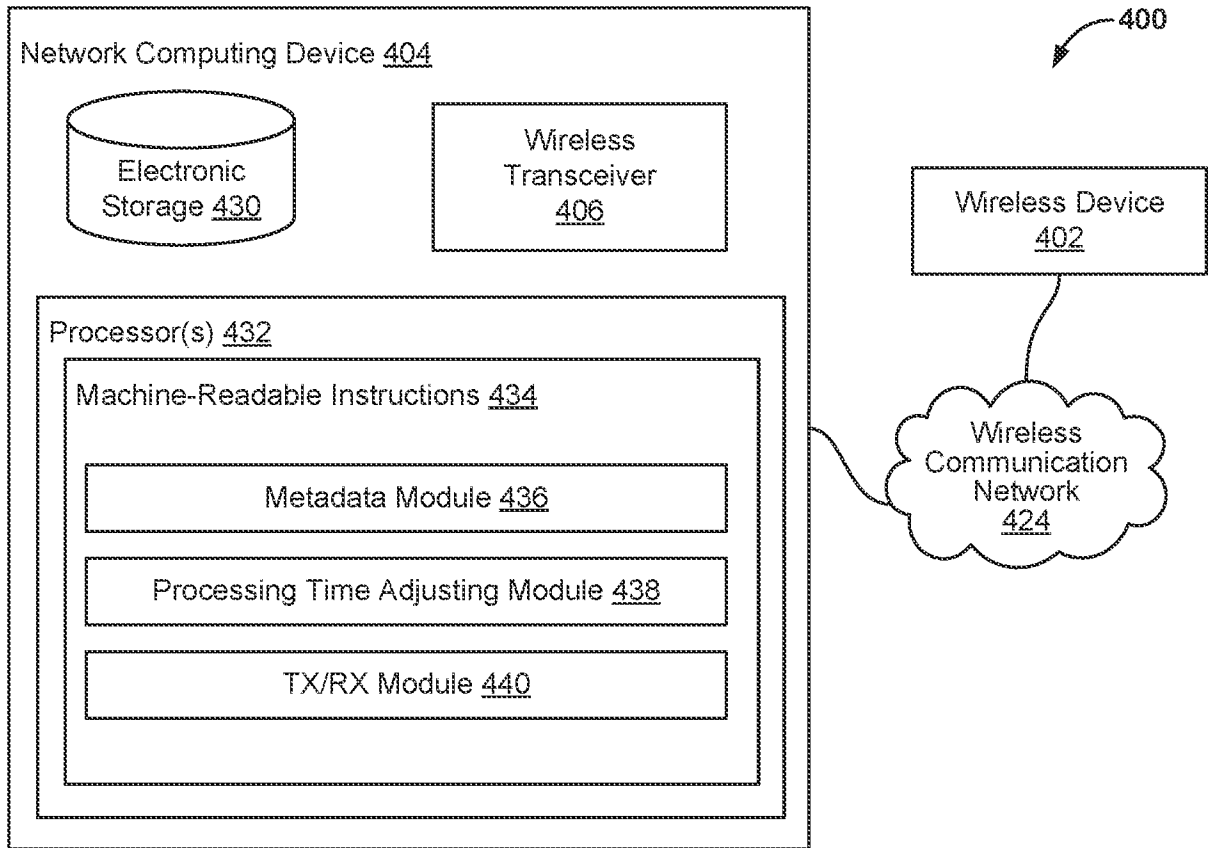 400
Network Computing Device 404
Electronic
Storage 430
Wireless
Transceiver
406
Wireless Device
402
Processor(s) 432
Machine-Readable Instructions 434
Metadata Module 436
Processing Time Adjusting Module 438
TX/RX Module 440
Wireless
Communication
Network
424